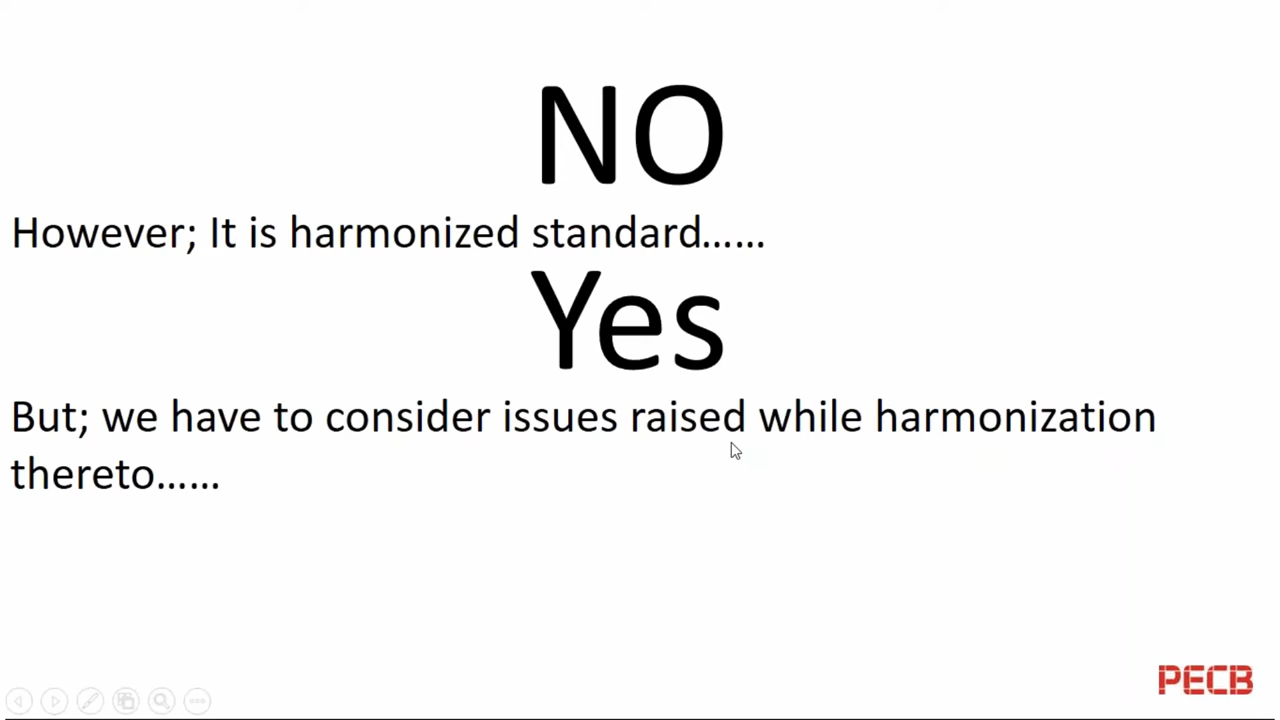 NO
However; It is harmonized standard......
Yes
But; we have to consider issues raised while harmonization
thereto......
PECB